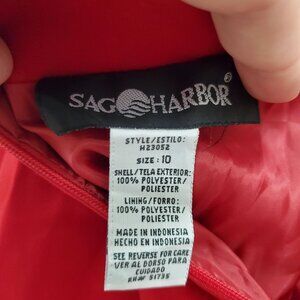 SAG HARBOR®
STYLE/ESTILO:
H23052
SIZE: 10
SHELL/TELA EXTERIOR:
100% POLYESTER/
POLIESTER
LINING/FORRO:
100% POLYESTER/
POLIESTER
MADE IN INDONESIA
HECHO EN INDONESIA
SEE REVERSE FOR CARE
VER AL DORSO PARA
CUIDADO
RN# 51735